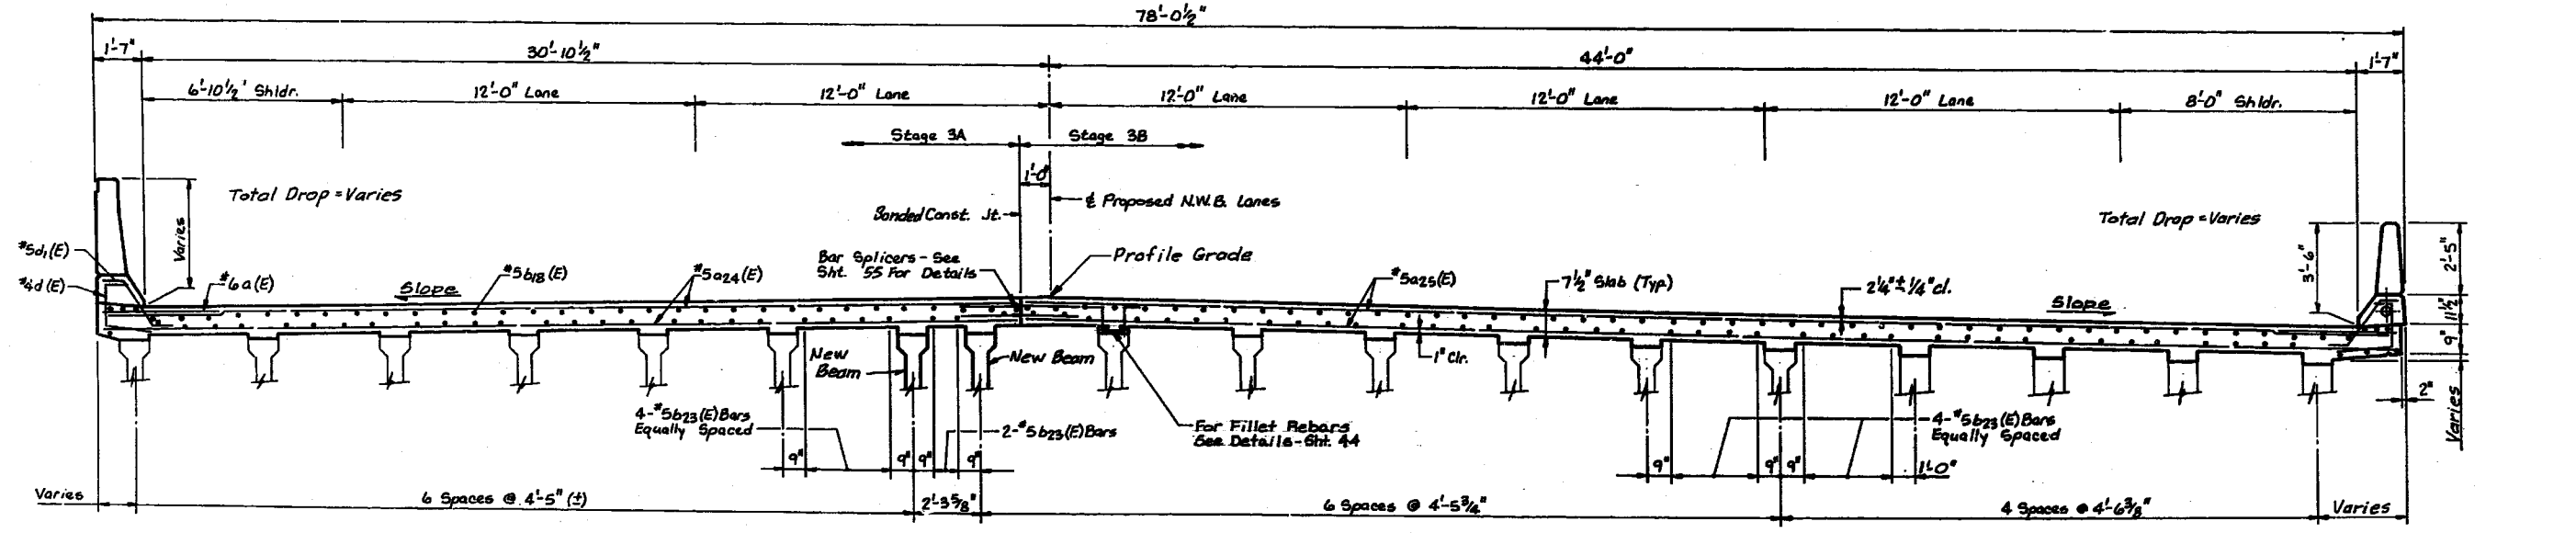 78'-0½"
1'-7"
30'-10½"
44'-0"
1'-7"
6'-10½' Shldr.
12'-0" Lane
12'-0" Lane
12'-0" Lane
12'-0" Lane
12'-0" Lane
8'-0" Shldr.
Stage 3A
Stage 3B
1'-0"
Total Drop = Varies
Varies
Bonded Const. Jt.
℄ Proposed N.W.B. Lanes
Total Drop = Varies
#5d1(E)
#4d(E)
#6a(E)
Slope
#5b18(E)
#5a24(E)
Bar Splicers - See
Sht. 55 For Details
Profile Grade
#5a25(E)
7½" Slab (Typ.)
2¼" ± ¼" cl.
Slope
3'-6"
2'-5"
11½"
9"
1" Clr.
New
Beam
New Beam
2"
Varies
4-#5b23(E) Bars
Equally Spaced
2-#5b23(E) Bars
For Fillet Rebars
See Details - Sht. 44
4-#5b23(E) Bars
Equally Spaced
9"
9"
9"
9"
9"
9"
9"
1'-0"
Varies
6 Spaces @ 4'-5" (±)
2'-3⅝"
6 Spaces @ 4'-5¾"
4 Spaces @ 4'-6⅜"
Varies